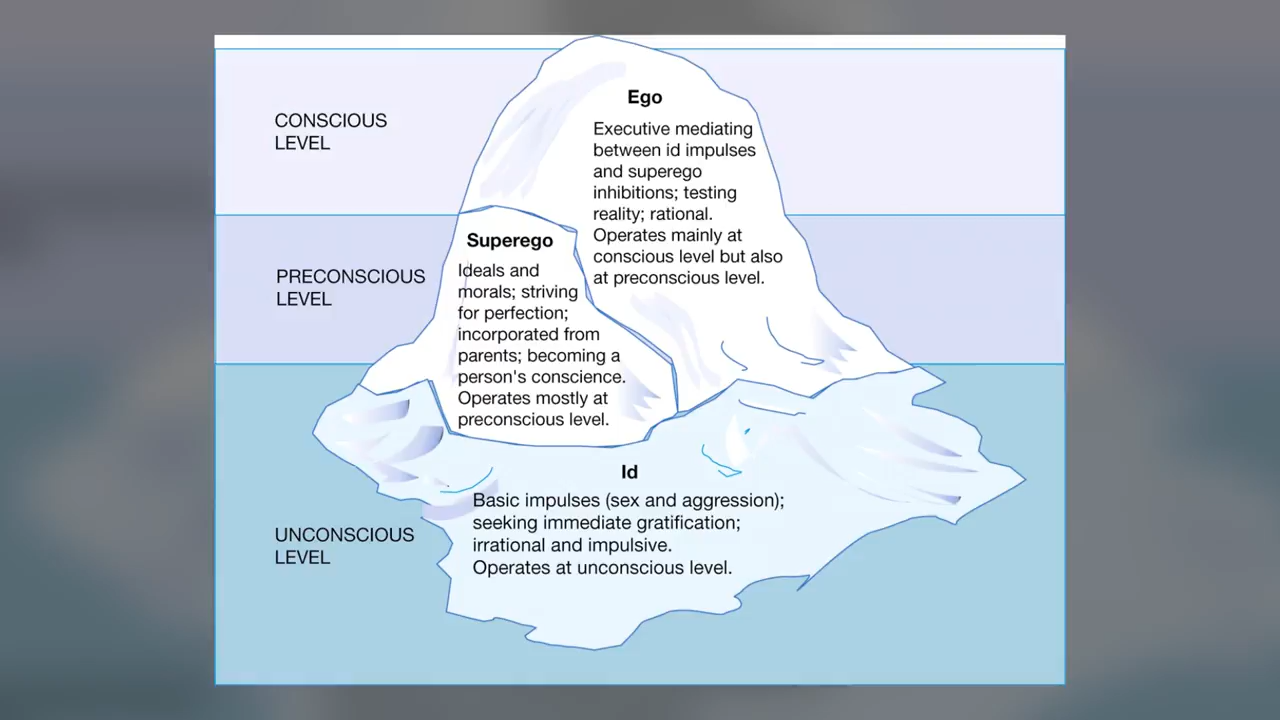 CONSCIOUS
LEVEL
Ego
Executive mediating
between id impulses
and superego
inhibitions; testing
reality; rational.
Operates mainly at
conscious level but also
at preconscious level.
PRECONSCIOUS
LEVEL
Superego
Ideals and
morals; striving
for perfection;
incorporated from
parents; becoming a
person's conscience.
Operates mostly at
preconscious level.
UNCONSCIOUS
LEVEL
Id
Basic impulses (sex and aggression);
seeking immediate gratification;
irrational and impulsive.
Operates at unconscious level.